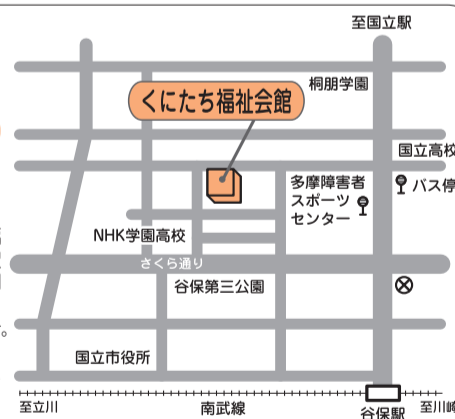 至国立駅
桐朋学園
くにたち福祉会館
国立高校
多摩障害者
スポーツ
センター
バス停
NHK学園高校
さくら通り
谷保第三公園
国立市役所
至立川
南武線
谷保駅
至川崎